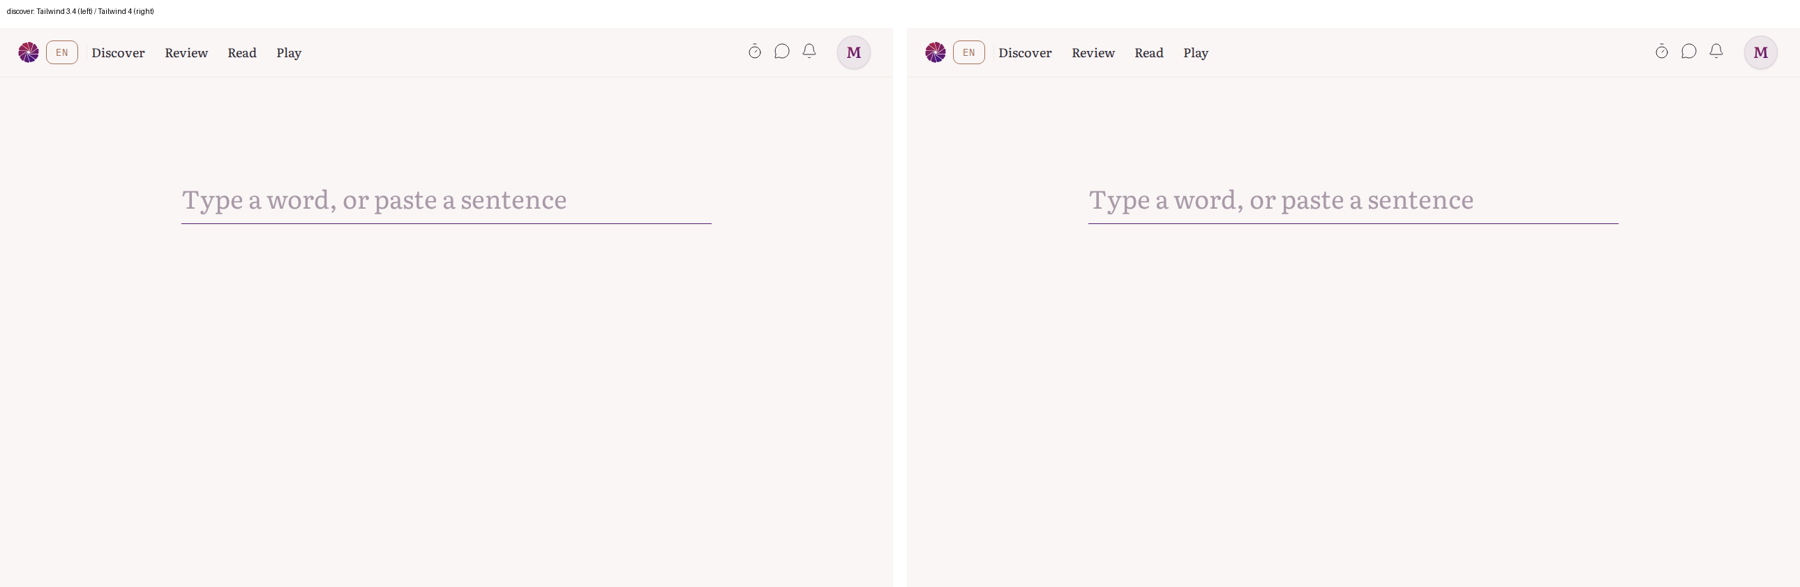 discover: Tailwind 3.4 (left) / Tailwind 4 (right)
EN Discover Review Read Play M
Type a word, or paste a sentence
EN Discover Review Read Play M
Type a word, or paste a sentence